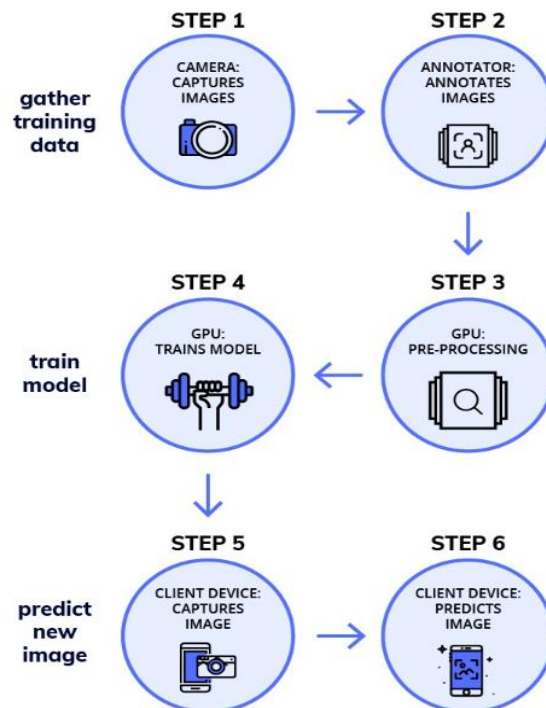 STEP 1
STEP 2
gather
training
data
CAMERA:
CAPTURES
IMAGES
ANNOTATOR:
ANNOTATES
IMAGES
STEP 4
STEP 3
train
model
GPU:
TRAINS MODEL
GPU:
PRE-PROCESSING
STEP 5
STEP 6
predict
new
image
CLIENT DEVICE:
CAPTURES
IMAGE
CLIENT DEVICE:
PREDICTS
IMAGE